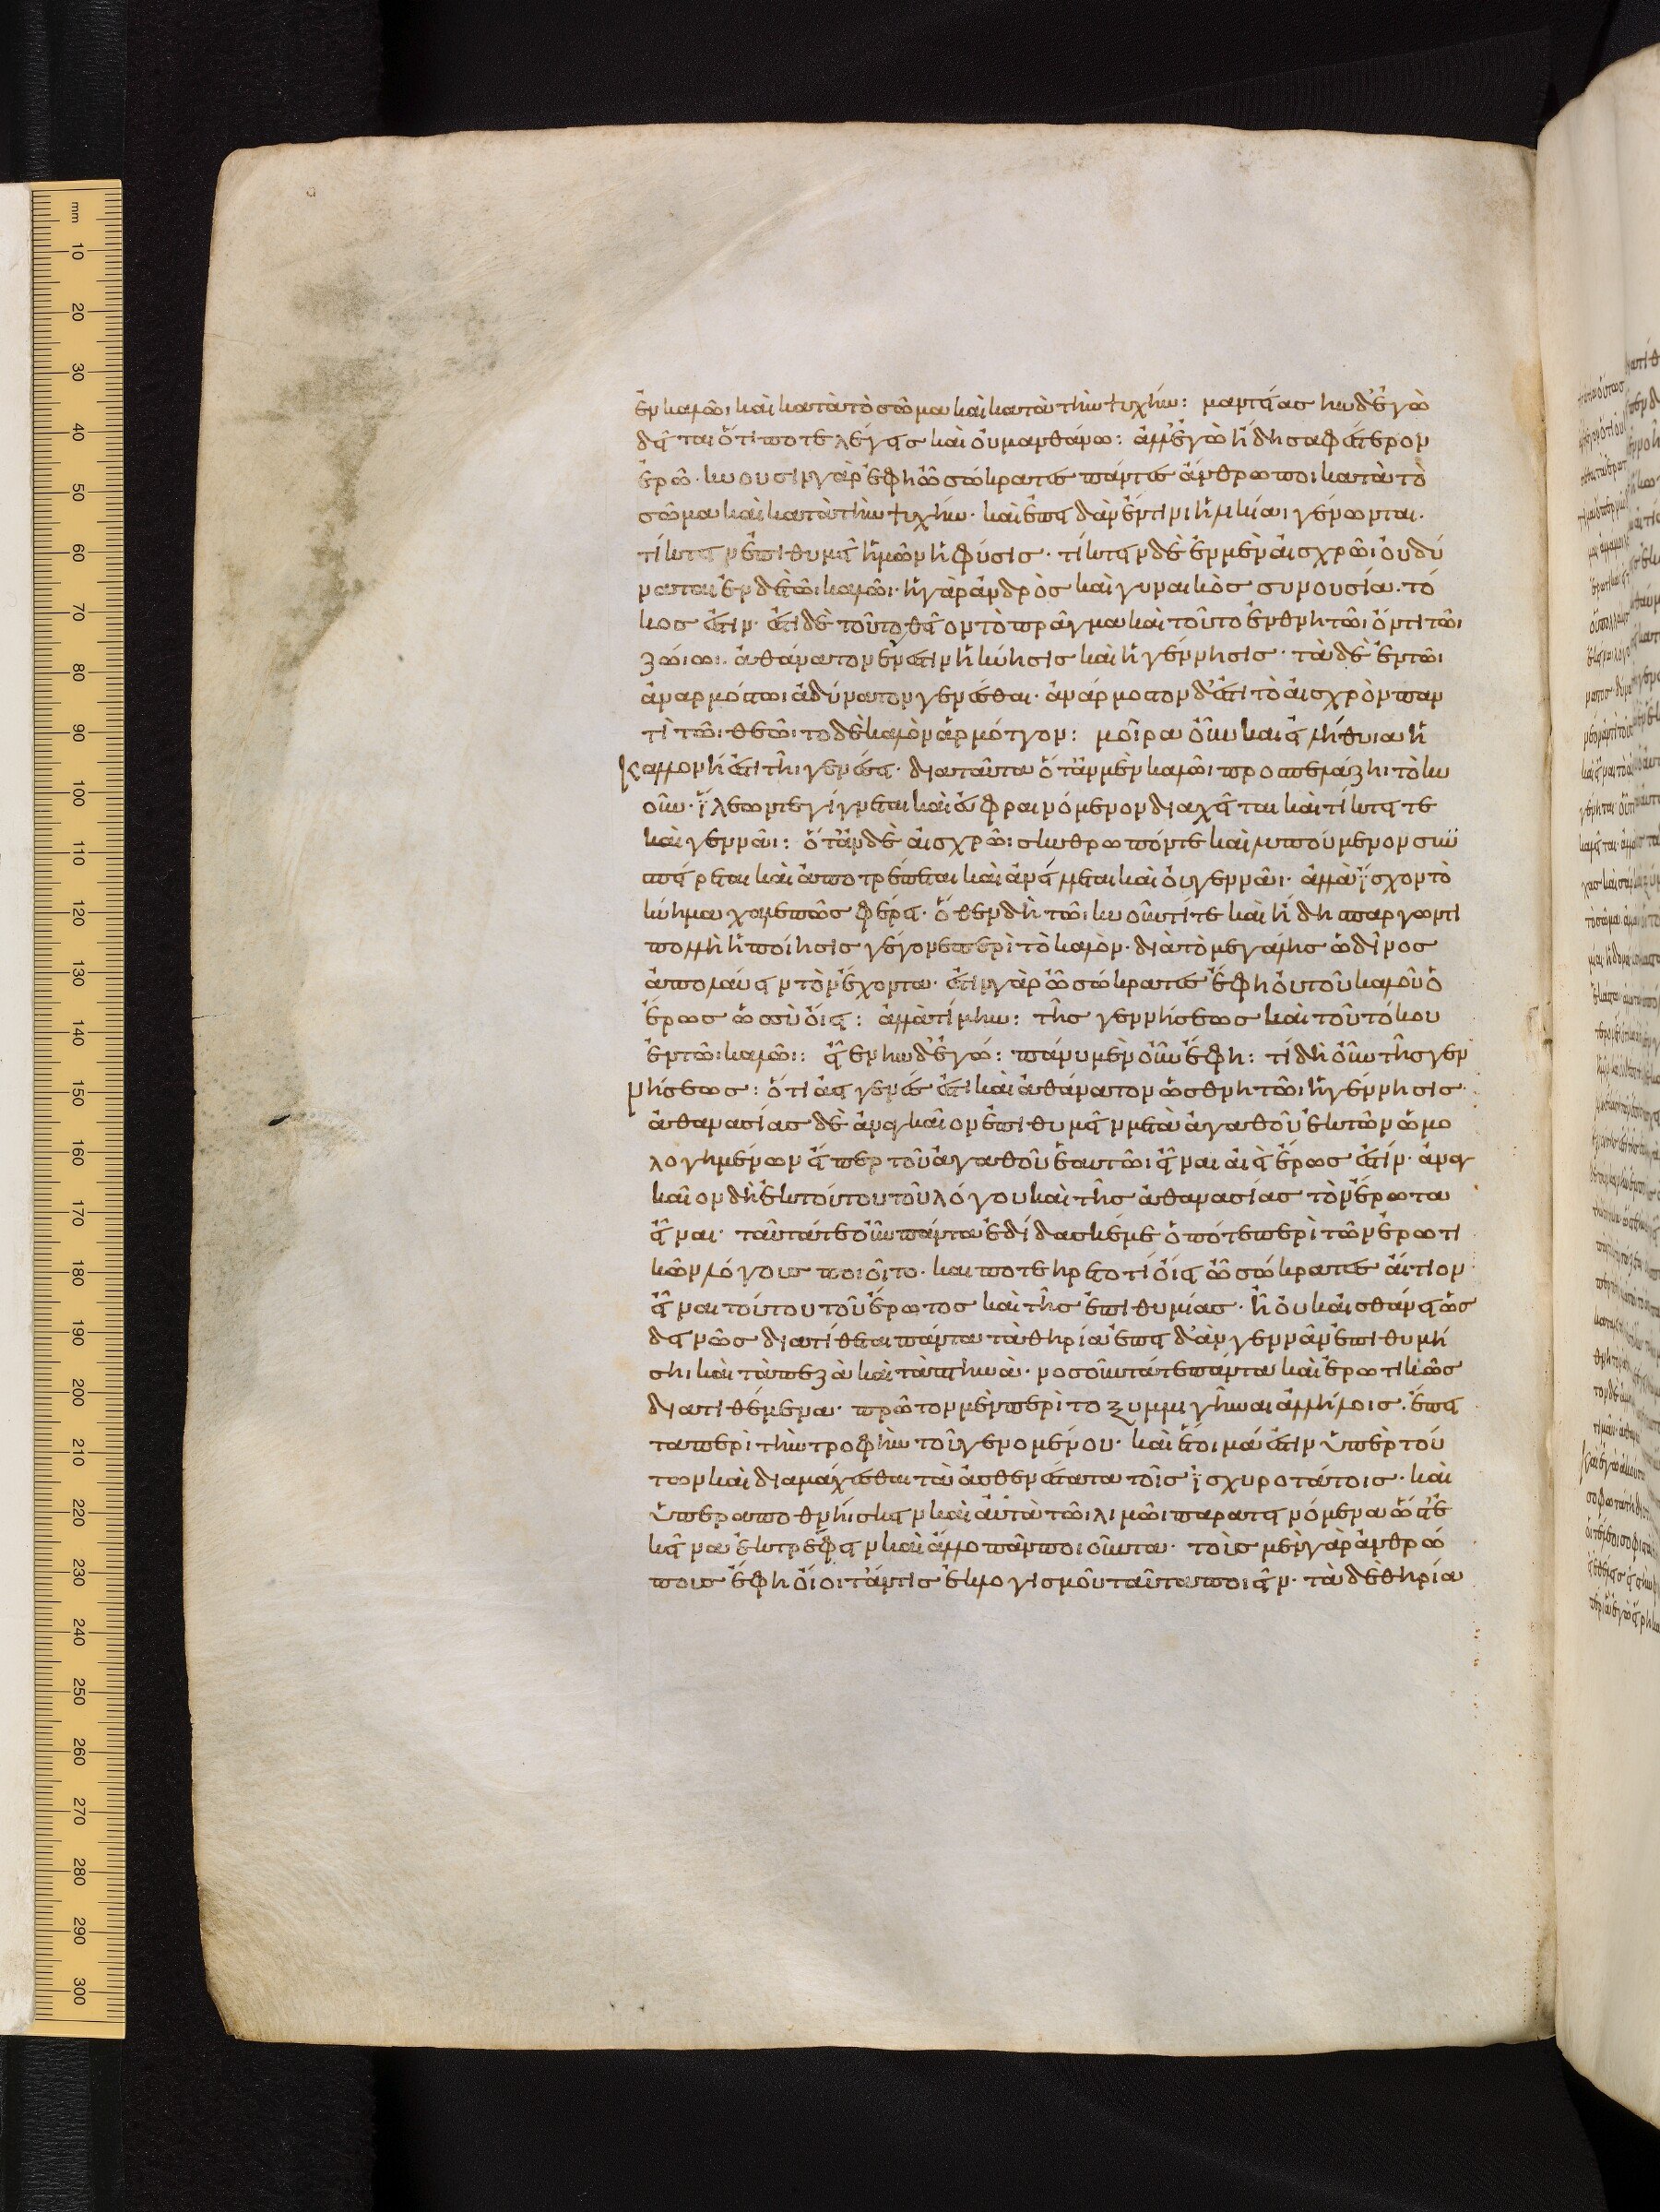 ἐν καλῶι καὶ κατὰ τὸ σῶμα καὶ κατὰ τὴν ψυχήν: μαντείας ἦν δ' ἐγὼ
δεῖται ὅ τι ποτε λέγεις καὶ οὐ μανθάνω: ἀλλ' ἐγὼ ἦ δὴ σαφέστερον
ἐρῶ· κυοῦσιν γὰρ ἔφη ὦ σώκρατες πάντες ἄνθρωποι κατὰ τὸ
σῶμα καὶ κατὰ τὴν ψυχήν· καὶ ἐπειδὰν ἔν τινι ἡλικίαι γένωνται·
τίκτειν ἐπιθυμεῖ ἡμῶν ἡ φύσις· τίκτειν δὲ ἐν μὲν αἰσχρῶι οὐ δύ
ναται ἐν δὲ τῶι καλῶι· ἡ γὰρ ἀνδρὸς καὶ γυναικὸς συνουσία· τό
κος ἐστίν· ἔστι δὲ τοῦτο θεῖον τὸ πρᾶγμα καὶ τοῦτο ἐν θνητῶι ὄντι τῶι
ζώιωι· ἀθάνατον ἔνεστιν ἡ κύησις καὶ ἡ γέννησις· τὰ δὲ ἐν τῶι
ἀναρμόστωι ἀδύνατον γενέσθαι· ἀνάρμοστον δ' ἐστὶ τὸ αἰσχρὸν παν
τὶ τῶι θεῶι το δὲ καλὸν ἁρμόττον: μοῖρα οὖν καὶ εἰλήθυια ἡ
καλλονή ἐστι τῆι γενέσει· διὰ ταῦτα ὅταν μὲν καλῶι προσπελάζηι τὸ κυ
οῦν· ἵλεών τε γίγνεται καὶ εὐφραινόμενον διαχεῖται καὶ τίκτει τε
καὶ γεννᾶι: ὅταν δὲ αἰσχρῶι σκυθρωπόν τε καὶ λυπούμενον συσ
πείρεται καὶ ἀποτρέπεται καὶ ἀνείλλεται καὶ οὐ γεννᾶι· ἀλλὰ ἴσχον τὸ
κύημα χαλεπῶς φέρει· ὅθεν δὴ τῶι κυοῦντί τε καὶ ἤδη σπαργῶντι
πολλὴ ἡ ποίησις γέγονε περὶ τὸ καλὸν· διὰ τὸ μεγάλης ὠδῖνος
ἀπολαύειν τὸν ἔχοντα· ἔστιν γὰρ ὦ σώκρατες ἔφη οὐ τοῦ καλοῦ ὁ
ἔρως ὡς σὺ οἴει: ἀλλὰ τί μήν: τῆς γεννήσεως καὶ τοῦ τόκου
ἐν τῶι καλῶι: εἶεν ἦν δ' ἐγώ: πάνυ μὲν οὖν ἔφη: τί δὴ οὖν τῆς γεν
νήσεως: ὅτι ἀειγενές ἐστι καὶ ἀθάνατον ὡς θνητῶι ἡ γέννησις·
ἀθανασίας δὲ ἀναγκαῖον ἐπιθυμεῖν μετὰ ἀγαθοῦ ἐκ τῶν ὡμο
λογημένων εἴπερ τοῦ ἀγαθοῦ ἑαυτῶι εἶναι ἀεὶ ἔρως ἐστίν· ἀναγ
καῖον δὴ ἐκ τούτου τοῦ λόγου καὶ τῆς ἀθανασίας τὸν ἔρωτα
εἶναι· ταῦτά τε οὖν πάντα ἐδίδασκέ με ὁπότε περὶ τῶν ἐρωτι
κῶν λόγους ποιοῖτο· καί ποτε ἤρετο τί οἴει ὦ σώκρατες αἴτιον
εἶναι τούτου τοῦ ἔρωτος καὶ τῆς ἐπιθυμίας· ἢ οὐκ αἰσθάνει ὡς
δεινῶς διατίθεται πάντα τὰ θηρία ἐπειδὰν γεννᾶν ἐπιθυμή
σηι καὶ τὰ πεζὰ καὶ τὰ πτηνὰ· νοσοῦντά τε πάντα καὶ ἐρωτικῶς
διατιθέμενα· πρῶτον μὲν περὶ το ξυμμιγῆναι ἀλλήλοις· ἔπει
τα περὶ τὴν τροφὴν τοῦ γενομένου· καὶ ἕτοιμά ἐστιν ὑπὲρ τού
των καὶ διαμάχεσθαι τὰ ἀσθενέστατα τοῖς ἰσχυροτάτοις· καὶ
ὑπεραποθνήισκειν καὶ αὐτὰ τῶι λιμῶι παρατεινόμενα ὥστ' ἐ
κεῖνα ἐκτρέφειν καὶ ἄλλο πᾶν ποιοῦντα· τοὺς μὲν γὰρ ἀνθρώ
πους ἔφη οἴοιτ' ἄν τις ἐκ λογισμοῦ ταῦτα ποιεῖν· τὰ δὲ θηρία